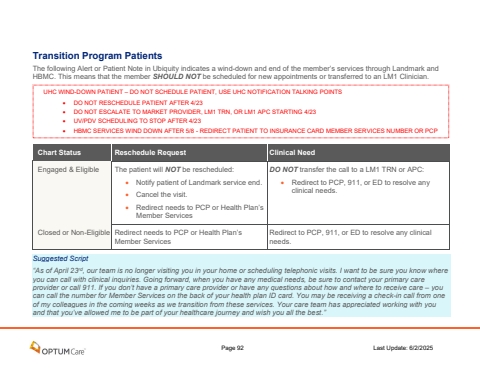 Transition Program Patients
The following Alert or Patient Note in Ubiquity indicates a wind-down and end of the member's services through Landmark and
HBMC. This means that the member SHOULD NOT be scheduled for new appointments or transferred to an LM1 Clinician.
UHC WIND-DOWN PATIENT – DO NOT SCHEDULE PATIENT, USE UHC NOTIFICATION TALKING POINTS
• DO NOT RESCHEDULE PATIENT AFTER 4/23
• DO NOT ESCALATE TO MARKET PROVIDER, LM1 TRN, OR LM1 APC STARTING 4/23
• UV/PDV SCHEDULING TO STOP AFTER 4/23
• HBMC SERVICES WIND DOWN AFTER 5/8 - REDIRECT PATIENT TO INSURANCE CARD MEMBER SERVICES NUMBER OR PCP
Chart Status Reschedule Request Clinical Need
Engaged & Eligible
The patient will NOT be rescheduled:
• Notify patient of Landmark service end.
• Cancel the visit.
• Redirect needs to PCP or Health Plan's
Member Services
DO NOT transfer the call to a LM1 TRN or APC:
• Redirect to PCP, 911, or ED to resolve any
clinical needs.
Closed or Non-Eligible
Redirect needs to PCP or Health Plan's
Member Services
Redirect to PCP, 911, or ED to resolve any clinical
needs.
Suggested Script
"As of April 23rd, our team is no longer visiting you in your home or scheduling telephonic visits. I want to be sure you know where
you can call with clinical inquiries. Going forward, when you have any medical needs, be sure to contact your primary care
provider or call 911. If you don't have a primary care provider or have any questions about how and where to receive care – you
can call the number for Member Services on the back of your health plan ID card. You may be receiving a check-in call from one
of my colleagues in the coming weeks as we transition from these services. Your care team has appreciated working with you
and that you've allowed me to be part of your healthcare journey and wish you all the best."
OPTUM Care
Page 92
Last Update: 6/2/2025